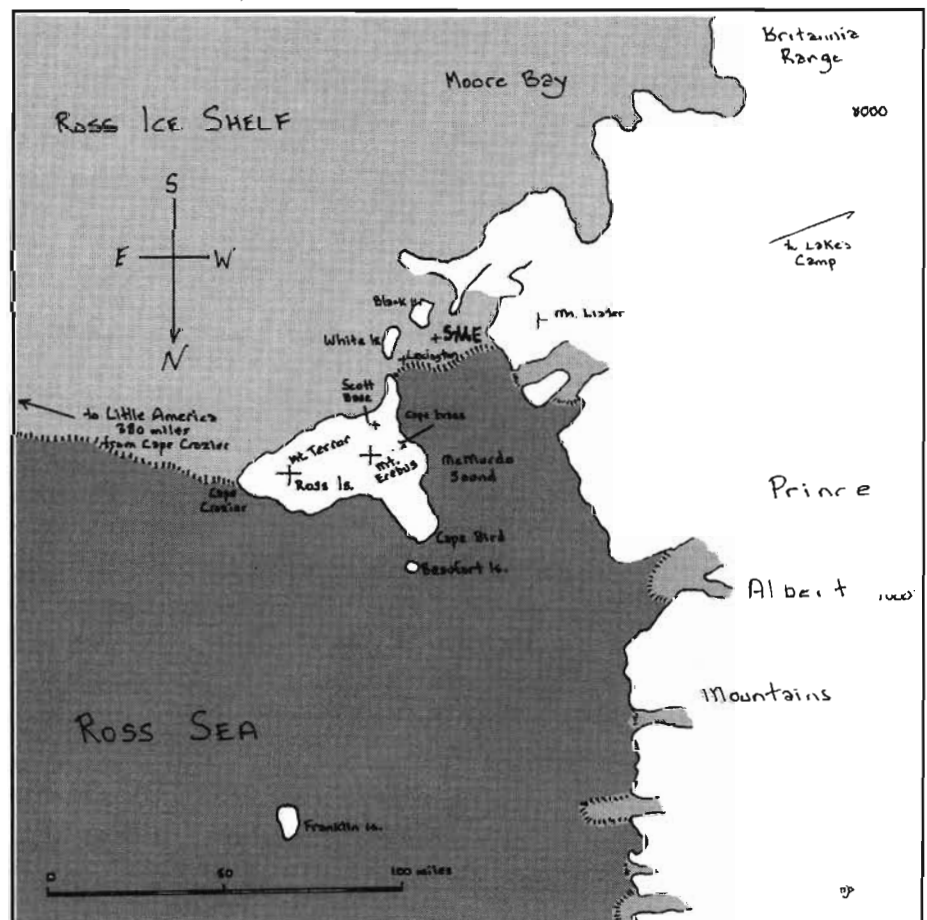 Britannia
Range
Moore Bay
8000
ROSS ICE SHELF
S
E
W
N
to Lake's
Camp
Black Is.
Mt. Lister
White Is.
SME
Lexington
Scott
Base
Cape Evans
to Little America
380 miles
from Cape Crozier
Mt. Terror
Mt.
Erebus
McMurdo
Sound
Ross Is.
Cape
Crozier
Prince
Cape Bird
Beaufort Is.
Albert
Mountains
ROSS SEA
Franklin Is.
0
50
100 miles